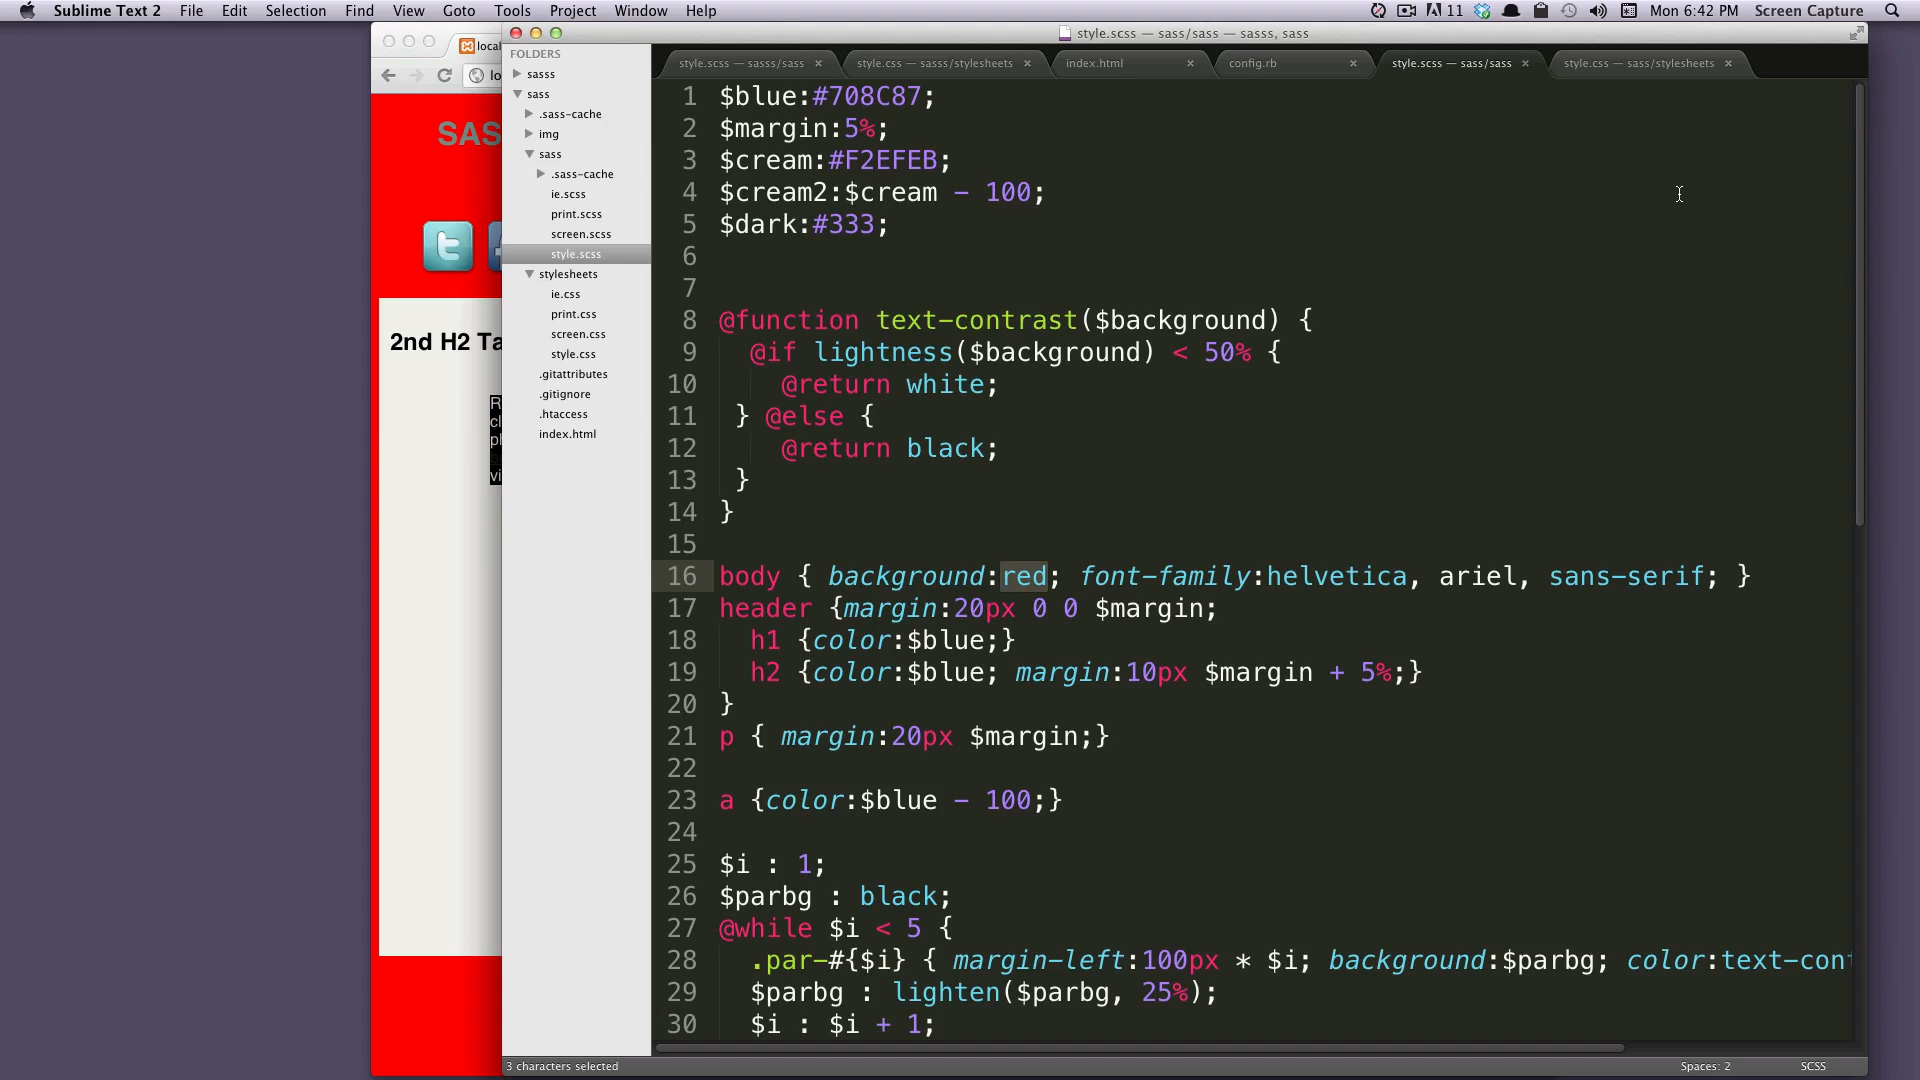 Sublime Text 2 File Edit Selection Find View Goto Tools Project Window Help 11 Mon 6:42 PM Screen Capture
style.scss — sass/sass — sasss, sass
local
lo
SAS
2nd H2 Ta
R
cl
pl
vi
FOLDERS
sasss
sass
.sass-cache
img
sass
.sass-cache
ie.scss
print.scss
screen.scss
style.scss
stylesheets
ie.css
print.css
screen.css
style.css
.gitattributes
.gitignore
.htaccess
index.html
style.scss — sasss/sass × style.css — sasss/stylesheets × index.html × config.rb × style.scss — sass/sass × style.css — sass/stylesheets ×
1 $blue:#708C87;
2 $margin:5%;
3 $cream:#F2EFEB;
4 $cream2:$cream - 100;
5 $dark:#333;
6
7
8 @function text-contrast($background) {
9 @if lightness($background) < 50% {
10 @return white;
11 } @else {
12 @return black;
13 }
14 }
15
16 body { background:red; font-family:helvetica, ariel, sans-serif; }
17 header {margin:20px 0 0 $margin;
18 h1 {color:$blue;}
19 h2 {color:$blue; margin:10px $margin + 5%;}
20 }
21 p { margin:20px $margin;}
22
23 a {color:$blue - 100;}
24
25 $i : 1;
26 $parbg : black;
27 @while $i < 5 {
28 .par-#{$i} { margin-left:100px * $i; background:$parbg; color:text-con
29 $parbg : lighten($parbg, 25%);
30 $i : $i + 1;
3 characters selected Spaces: 2 SCSS